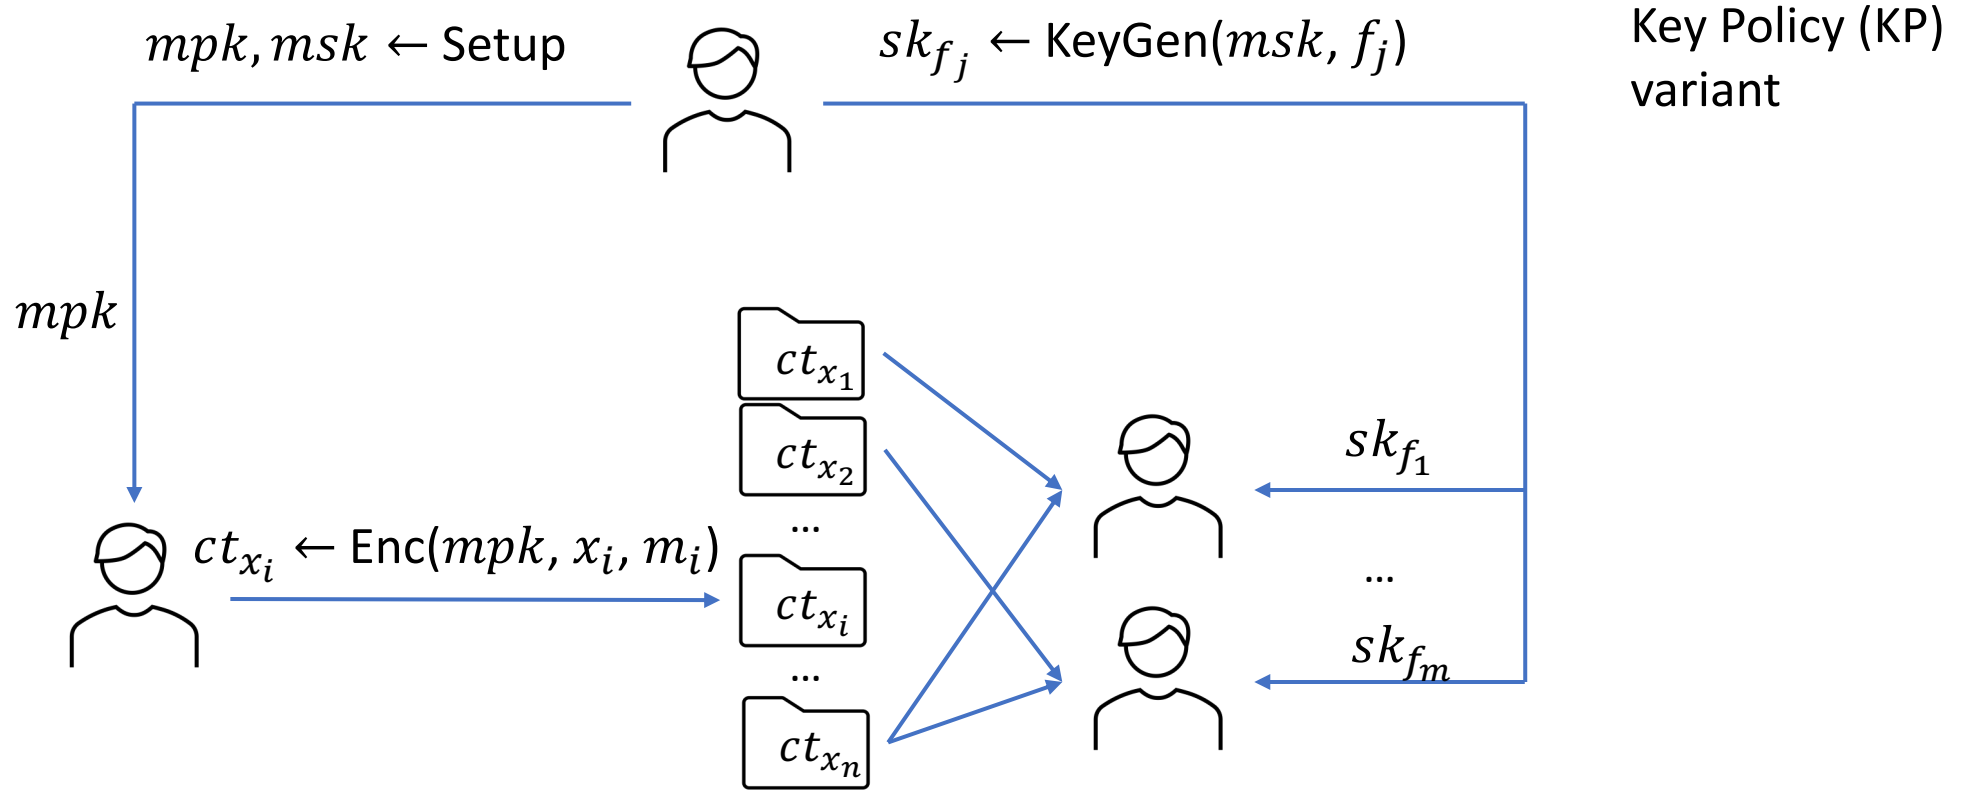 mpk, msk ← Setup
sk_{f_j} ← KeyGen(msk, f_j)
Key Policy (KP)
variant
mpk
ct_{x_1}
ct_{x_2}
...
ct_{x_i} ← Enc(mpk, x_i, m_i)
ct_{x_i}
...
ct_{x_n}
sk_{f_1}
...
sk_{f_m}